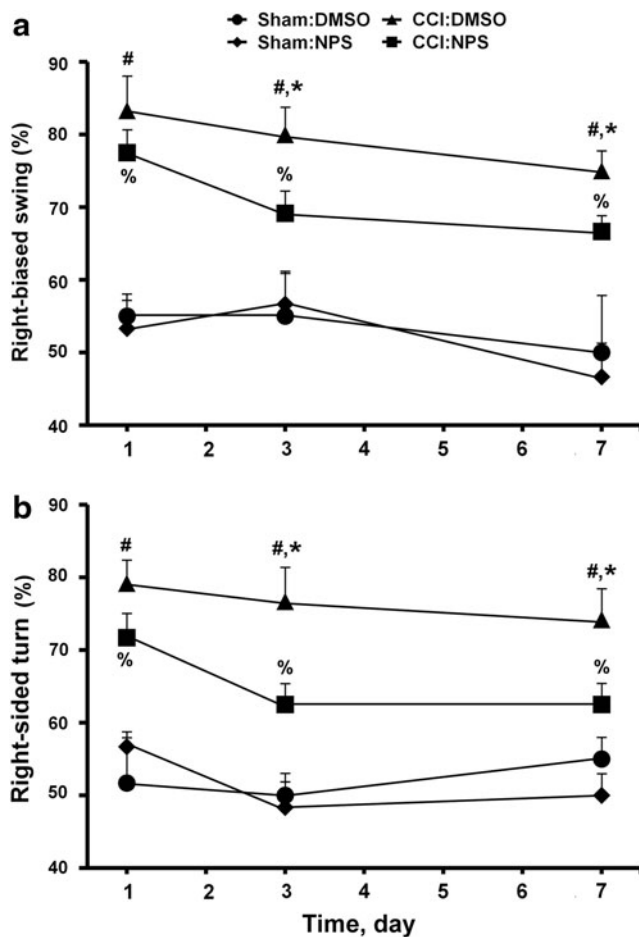 Sham:DMSO CCI:DMSO
Sham:NPS CCI:NPS
a
Right-biased swing (%)
90
80
70
60
50
40
# #,* #,*
% % %
1 2 3 4 5 6 7
b
Right-sided turn (%)
90
80
70
60
50
40
# #,* #,*
% % %
1 2 3 4 5 6 7
Time, day